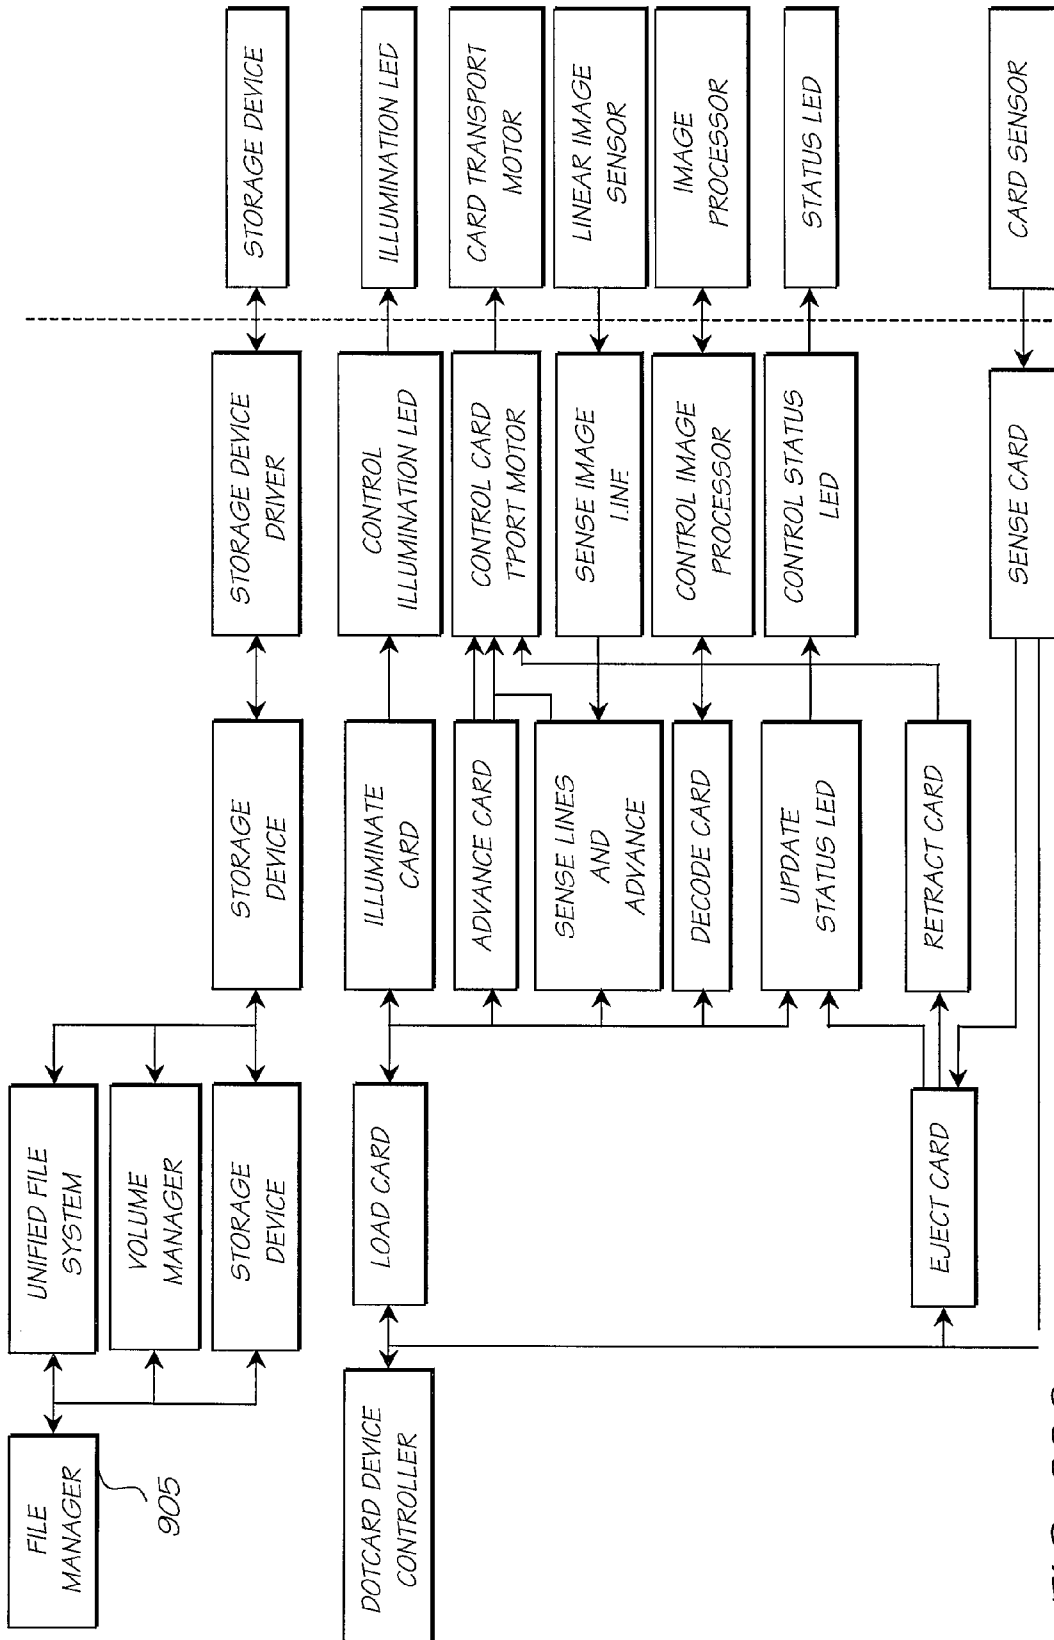 FILE
MANAGER
905
UNIFIED FILE
SYSTEM
VOLUME
MANAGER
STORAGE
DEVICE
STORAGE
DEVICE
STORAGE DEVICE
DRIVER
STORAGE DEVICE
DOTCARD DEVICE
CONTROLLER
LOAD CARD
ILLUMINATE
CARD
CONTROL
ILLUMINATION LED
ILLUMINATION LED
ADVANCE CARD
CONTROL CARD
T'PORT MOTOR
CARD TRANSPORT
MOTOR
SENSE LINES
AND
ADVANCE
SENSE IMAGE
I.INF.
LINEAR IMAGE
SENSOR
DECODE CARD
CONTROL IMAGE
PROCESSOR
IMAGE
PROCESSOR
UPDATE
STATUS LED
CONTROL STATUS
LED
STATUS LED
EJECT CARD
RETRACT CARD
SENSE CARD
CARD SENSOR